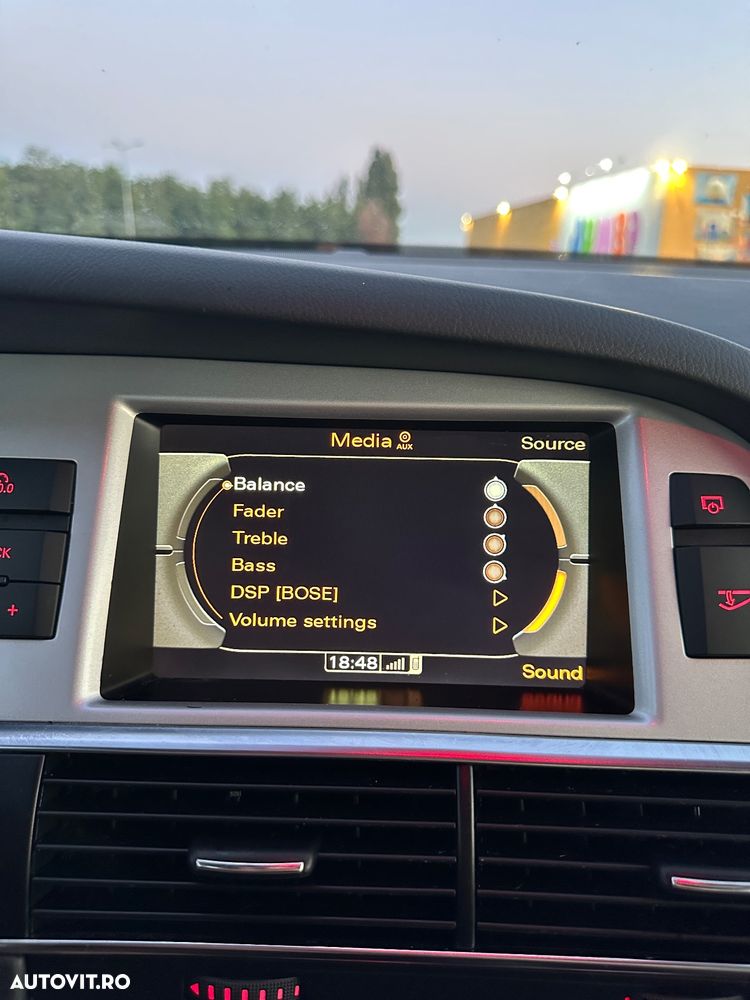 Media AUX
Source
Balance
Fader
Treble
Bass
DSP [BOSE]
Volume settings
18:48
Sound
AUTOVIT.RO